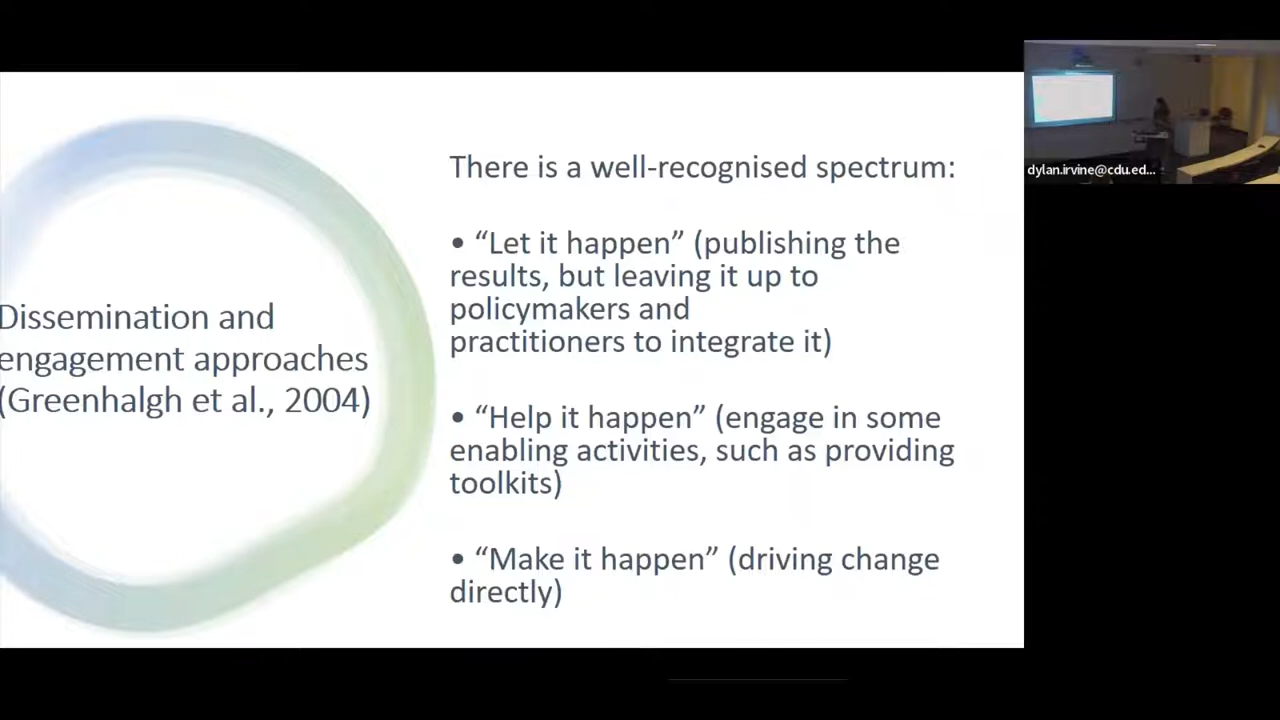 Dissemination and
engagement approaches
(Greenhalgh et al., 2004)
There is a well-recognised spectrum:
• “Let it happen” (publishing the
results, but leaving it up to
policymakers and
practitioners to integrate it)
• “Help it happen” (engage in some
enabling activities, such as providing
toolkits)
• “Make it happen” (driving change
directly)
dylan.irvine@cdu.ed...